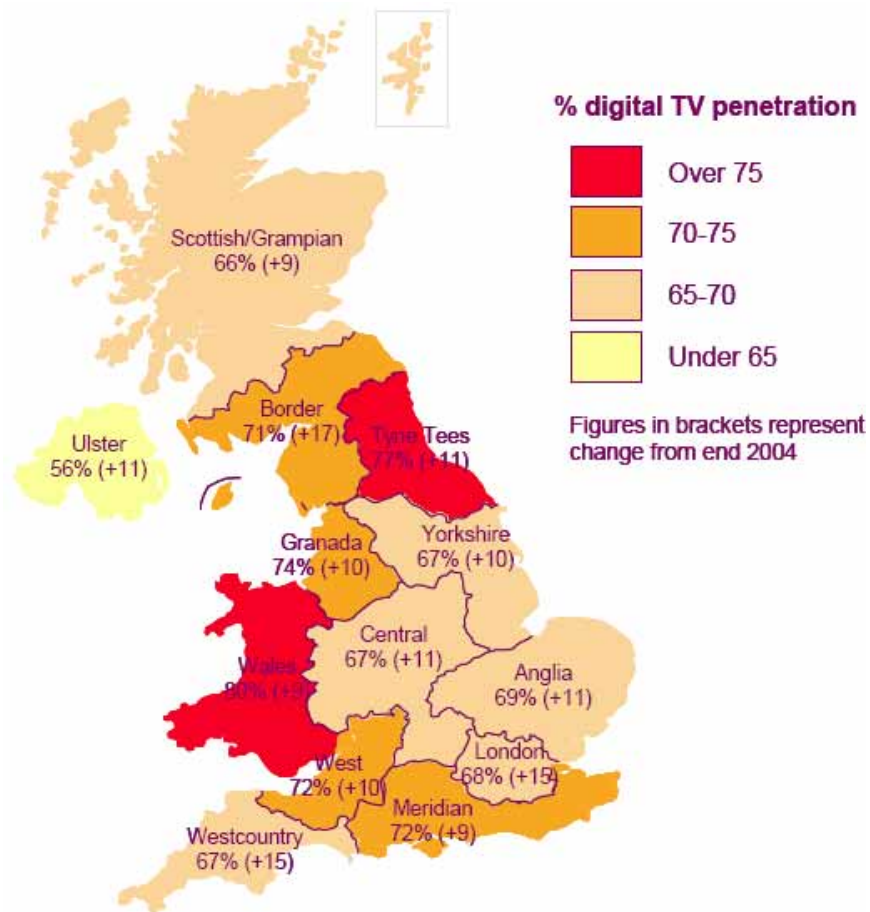 % digital TV penetration
Over 75
70-75
65-70
Under 65
Figures in brackets represent
change from end 2004
Scottish/Grampian
66% (+9)
Border
71% (+17)
Tyne Tees
77% (+11)
Ulster
56% (+11)
Granada
74% (+10)
Yorkshire
67% (+10)
Central
67% (+11)
Wales
80% (+9)
Anglia
69% (+11)
West
72% (+10)
London
68% (+15)
Meridian
72% (+9)
Westcountry
67% (+15)